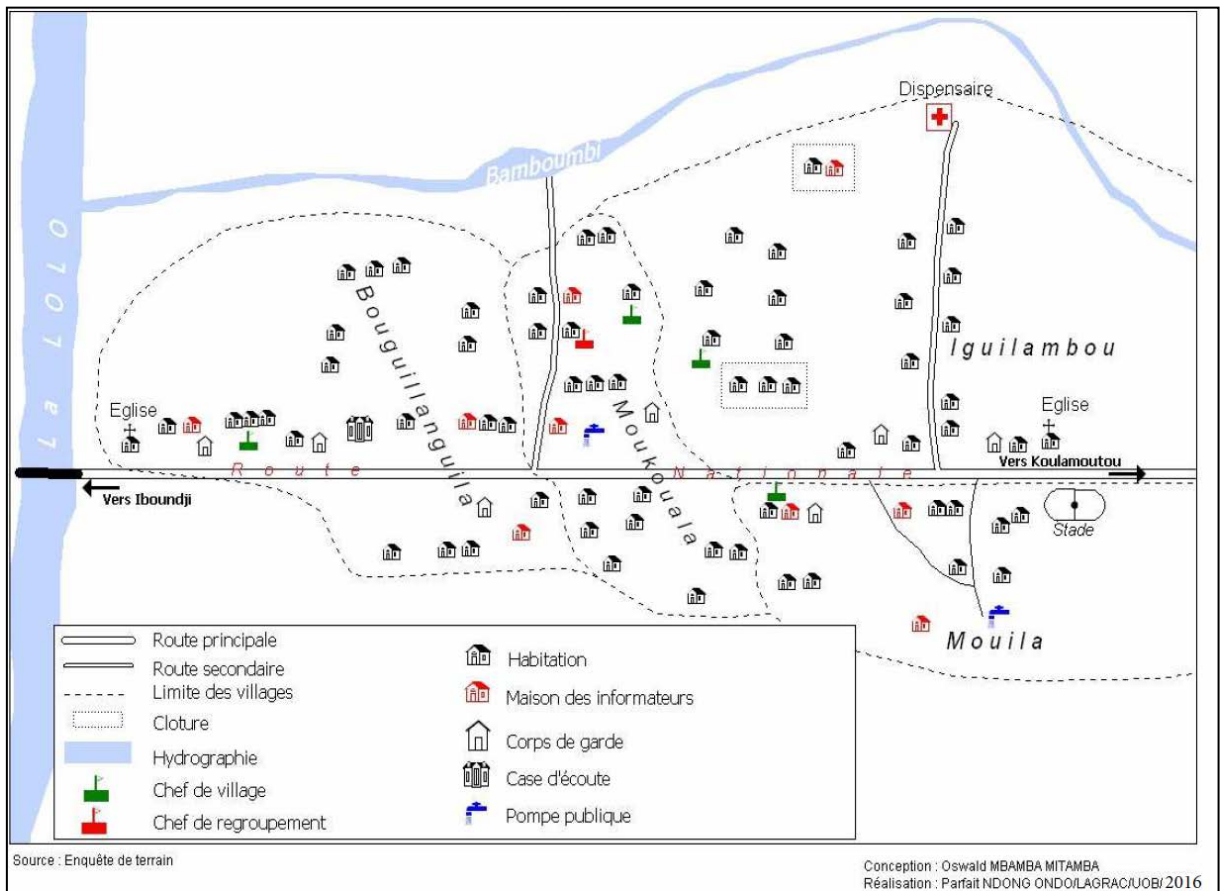 Dispensaire
Bamboumbi
La LOLO
Bouguillanguila
Iguilambou
Moukouala
Eglise
Eglise
Route Nationale
Vers Koulamoutou
Vers Iboundji
Stade
Mouila
Route principale
Route secondaire
Limite des villages
Cloture
Hydrographie
Chef de village
Chef de regroupement
Habitation
Maison des informateurs
Corps de garde
Case d'écoute
Pompe publique
Source : Enquête de terrain
Conception : Oswald MBAMBA MITAMBA
Réalisation : Parfait NDONG ONDO/LAGRAC/UOB/ 2016